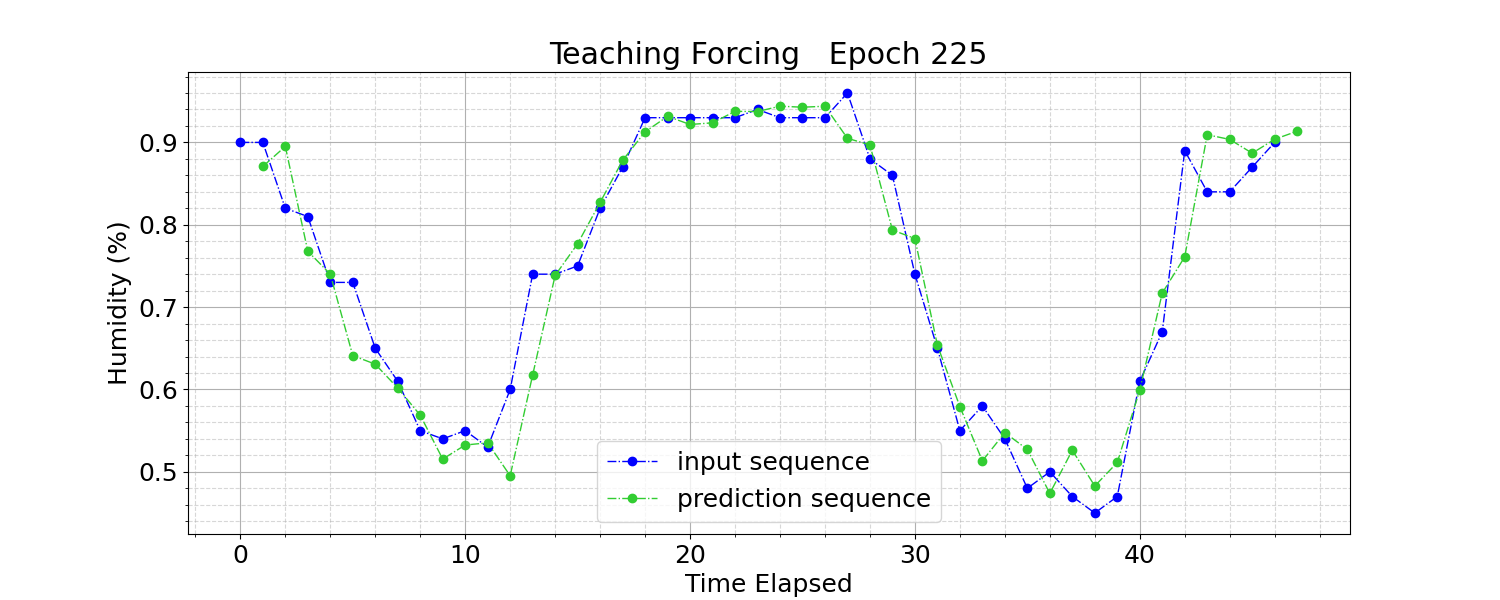 Teaching Forcing   Epoch 225
Humidity (%)
0.9
0.8
0.7
0.6
0.5
input sequence
prediction sequence
0 10 20 30 40
Time Elapsed